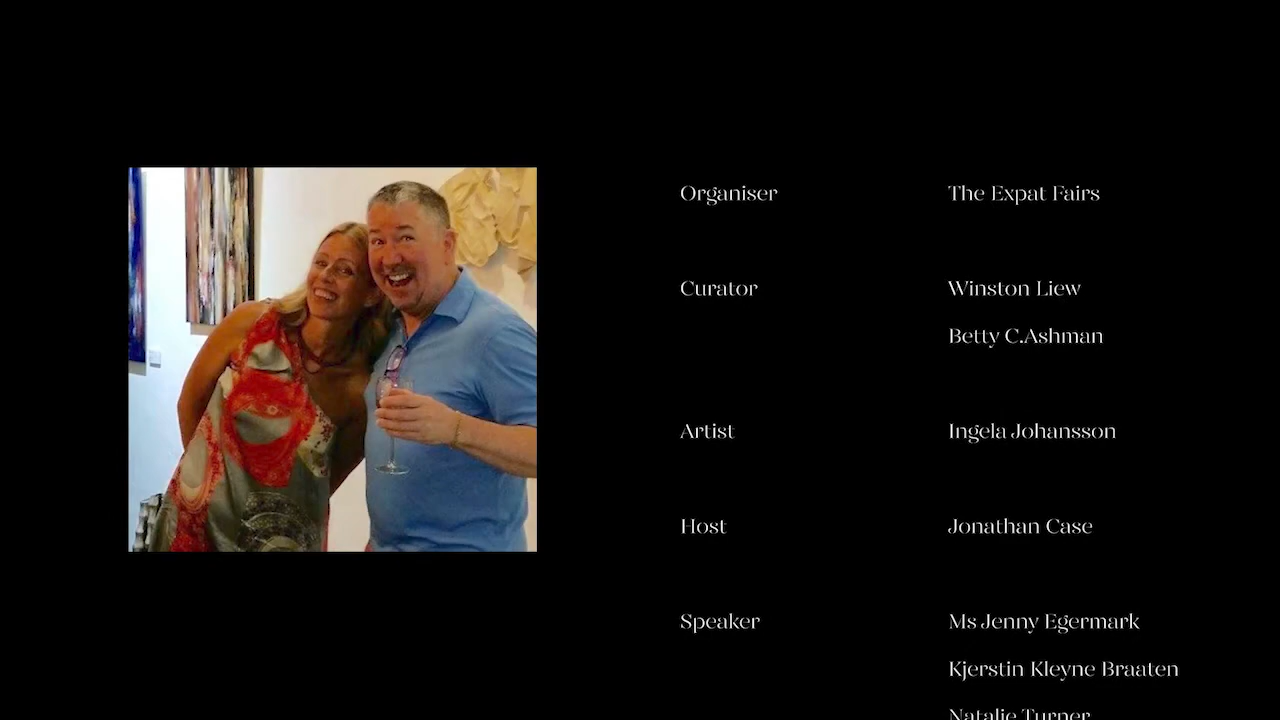 Organiser The Expat Fairs
Curator Winston Liew
Betty C.Ashman
Artist Ingela Johansson
Host Jonathan Case
Speaker Ms Jenny Egermark
Kjerstin Kleyne Braaten
Natalie Turner